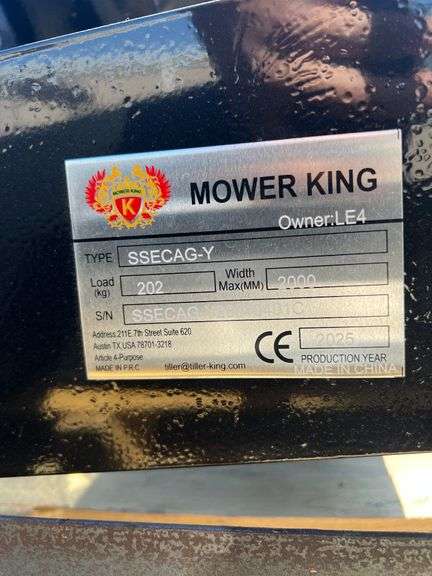 MOWER KING
K
MOWER KING
Owner:LE4
TYPE SSECAG-Y
Load (kg) 202 Width Max(MM) 2000
S/N SSECAG
Address:211E.7th Street Suite 620
Austin TX.USA 78701-3218
Article 4-Purpose
MADE IN P.R.C tiller@tiller-king.com
CE 2025
PRODUCTION YEAR
MADE IN CHINA